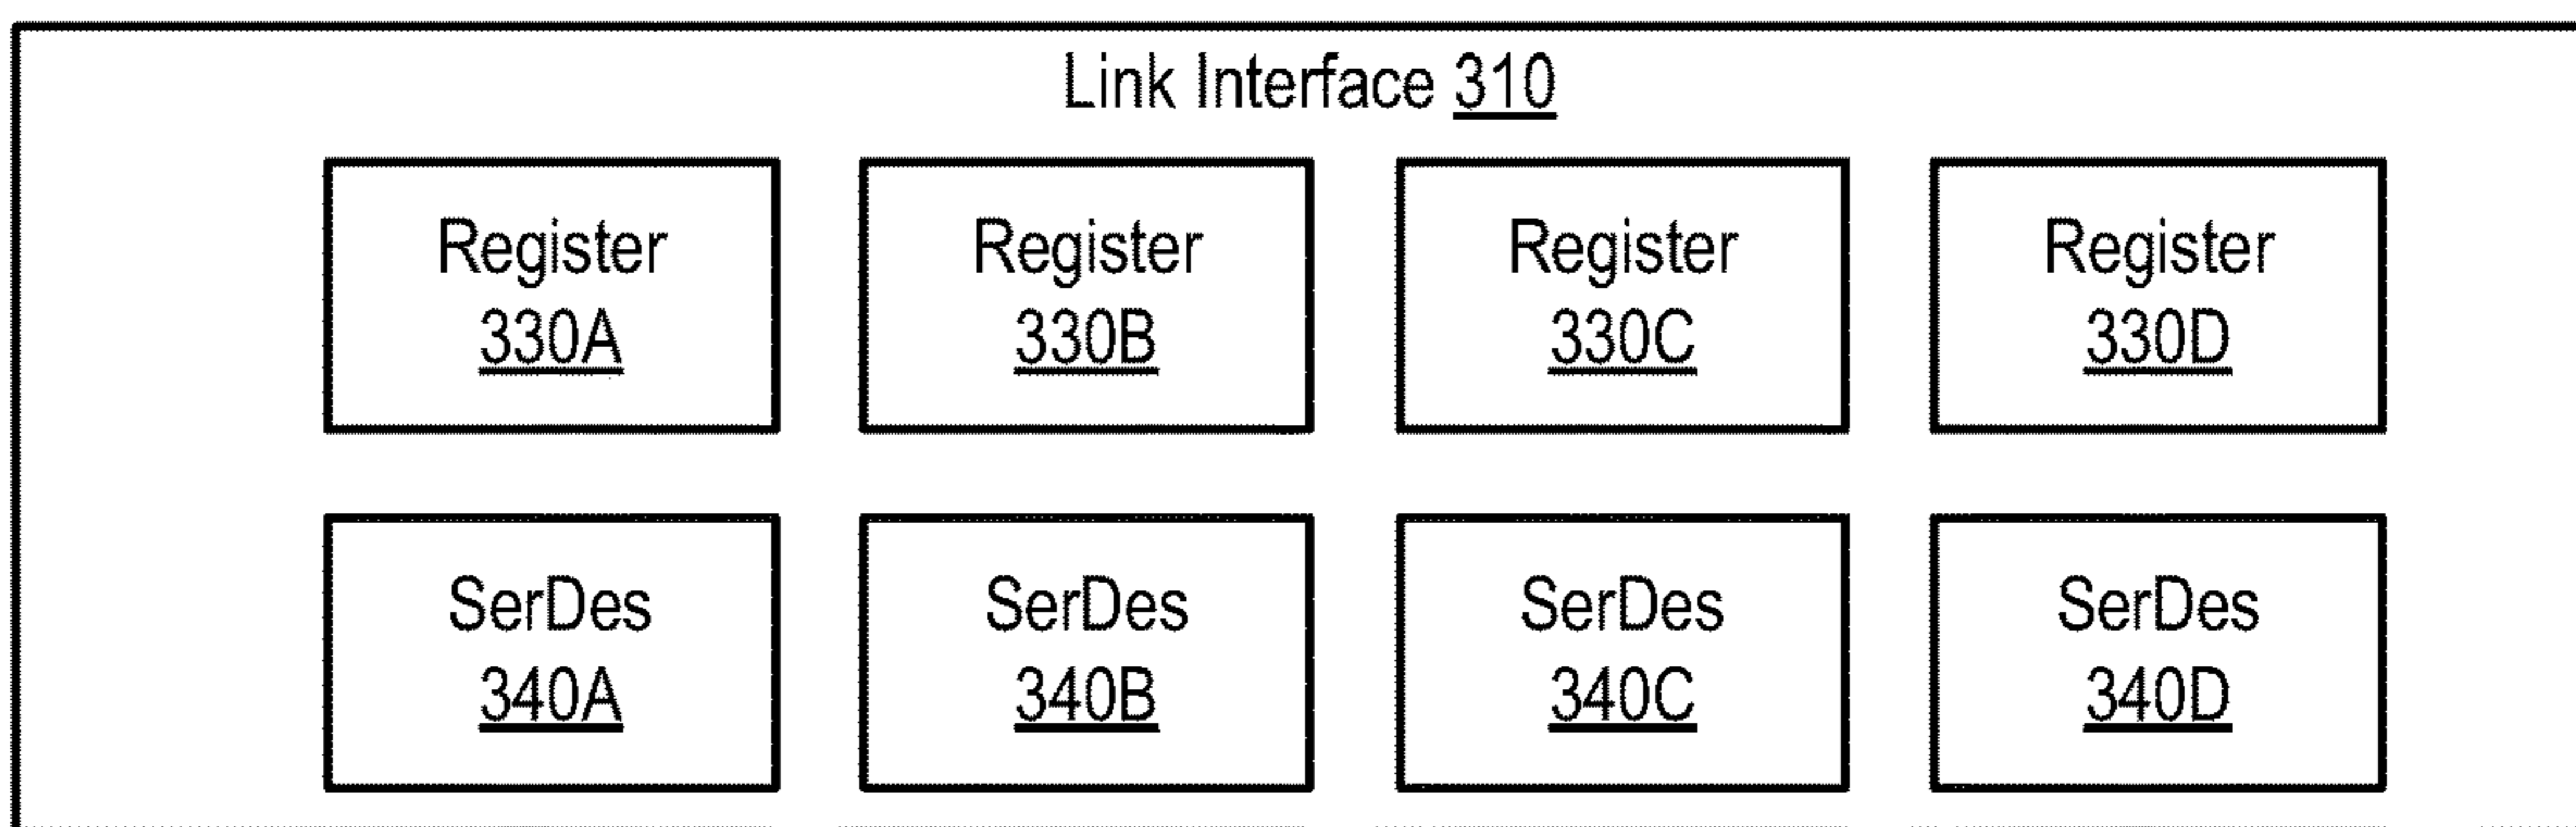 Link Interface 310
Register
330A
Register
330B
Register
330C
Register
330D
SerDes
340A
SerDes
340B
SerDes
340C
SerDes
340D